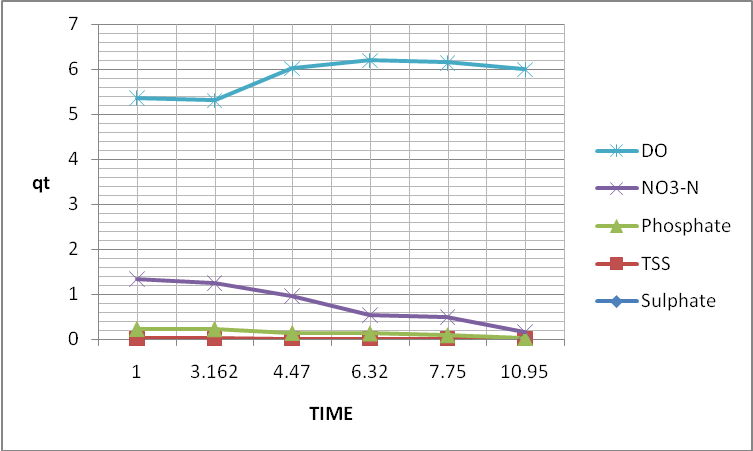 7
6
5
4
3
2
1
0
qt
1 3.162 4.47 6.32 7.75 10.95
TIME
DO
NO3-N
Phosphate
TSS
Sulphate